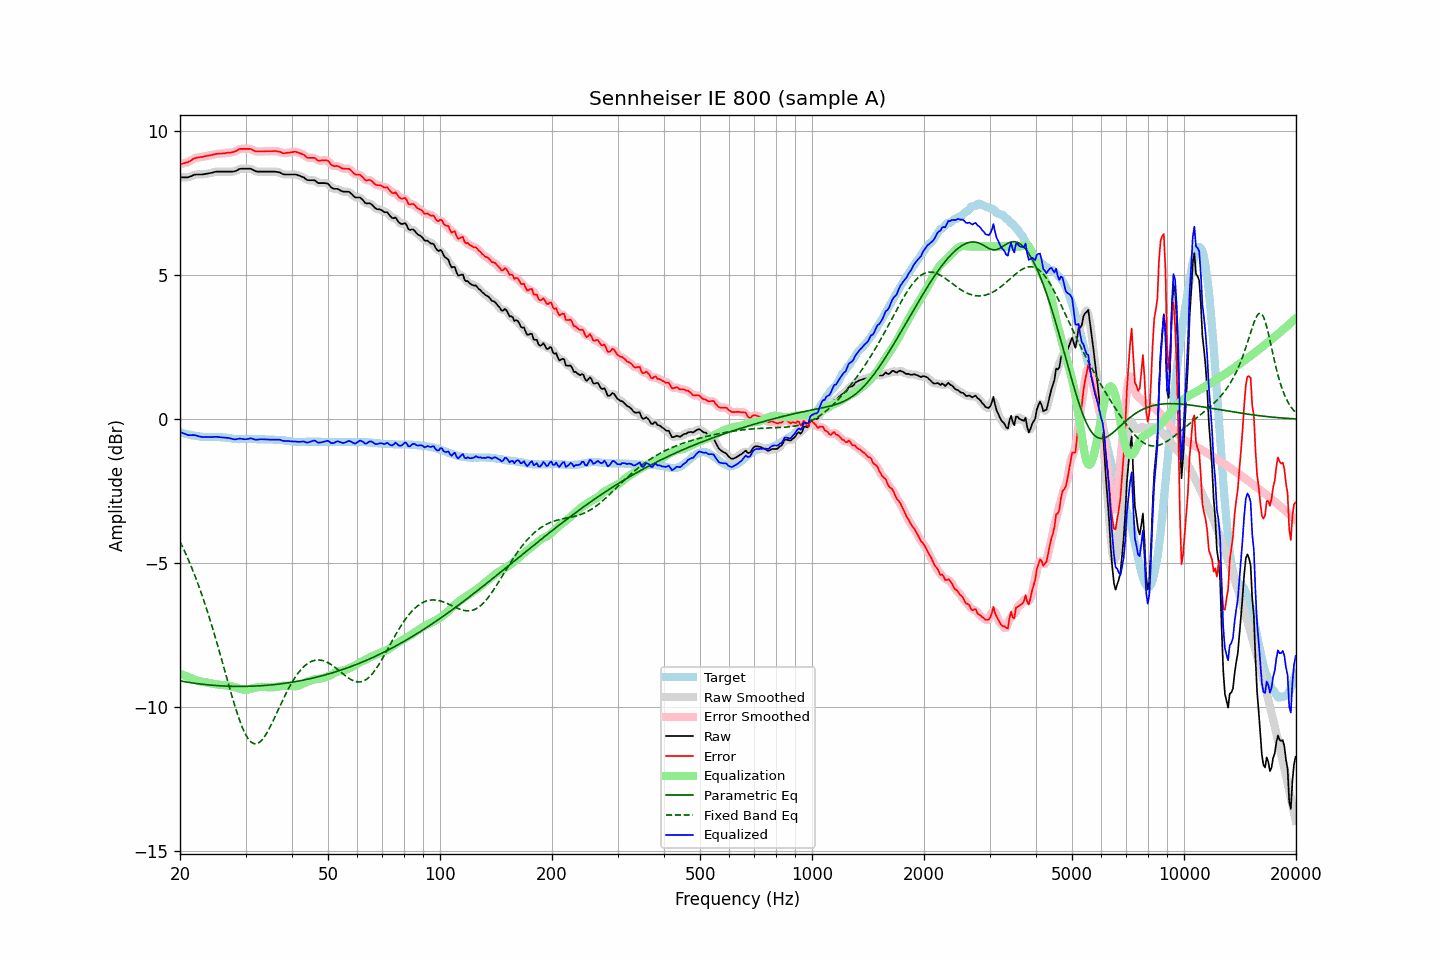 Sennheiser IE 800 (sample A)
10
5
0
−5
−10
−15
Amplitude (dBr)
Target
Raw Smoothed
Error Smoothed
Raw
Error
Equalization
Parametric Eq
Fixed Band Eq
Equalized
20 50 100 200 500 1000 2000 5000 10000 20000
Frequency (Hz)